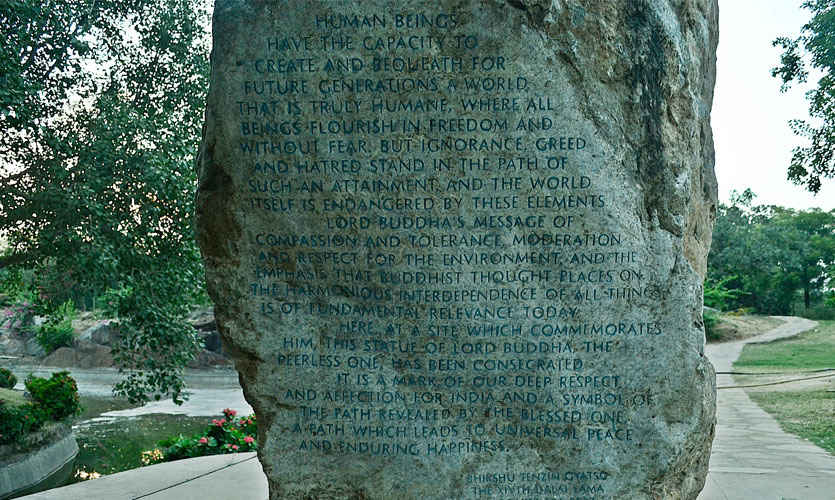 HUMAN BEINGS
HAVE THE CAPACITY TO
CREATE AND BEQUEATH FOR
FUTURE GENERATIONS A WORLD,
THAT IS TRULY HUMANE, WHERE ALL
BEINGS FLOURISH IN FREEDOM AND
WITHOUT FEAR. BUT IGNORANCE, GREED
AND HATRED STAND IN THE PATH OF
SUCH AN ATTAINMENT, AND THE WORLD
ITSELF IS ENDANGERED BY THESE ELEMENTS.
LORD BUDDHA'S MESSAGE OF
COMPASSION AND TOLERANCE, MODERATION
AND RESPECT FOR THE ENVIRONMENT, AND THE
EMPHASIS THAT BUDDHIST THOUGHT PLACES ON
THE HARMONIOUS INTERDEPENDENCE OF ALL THINGS
IS OF FUNDAMENTAL RELEVANCE TODAY.
HERE, AT A SITE WHICH COMMEMORATES
HIM, THIS STATUE OF LORD BUDDHA, THE
PEERLESS ONE, HAS BEEN CONSECRATED.
IT IS A MARK OF OUR DEEP RESPECT
AND AFFECTION FOR INDIA AND A SYMBOL OF
THE PATH REVEALED BY THE BLESSED ONE,
A PATH WHICH LEADS TO UNIVERSAL PEACE
AND ENDURING HAPPINESS.
BHIKSHU TENZIN GYATSO
THE XIVTH DALAI LAMA